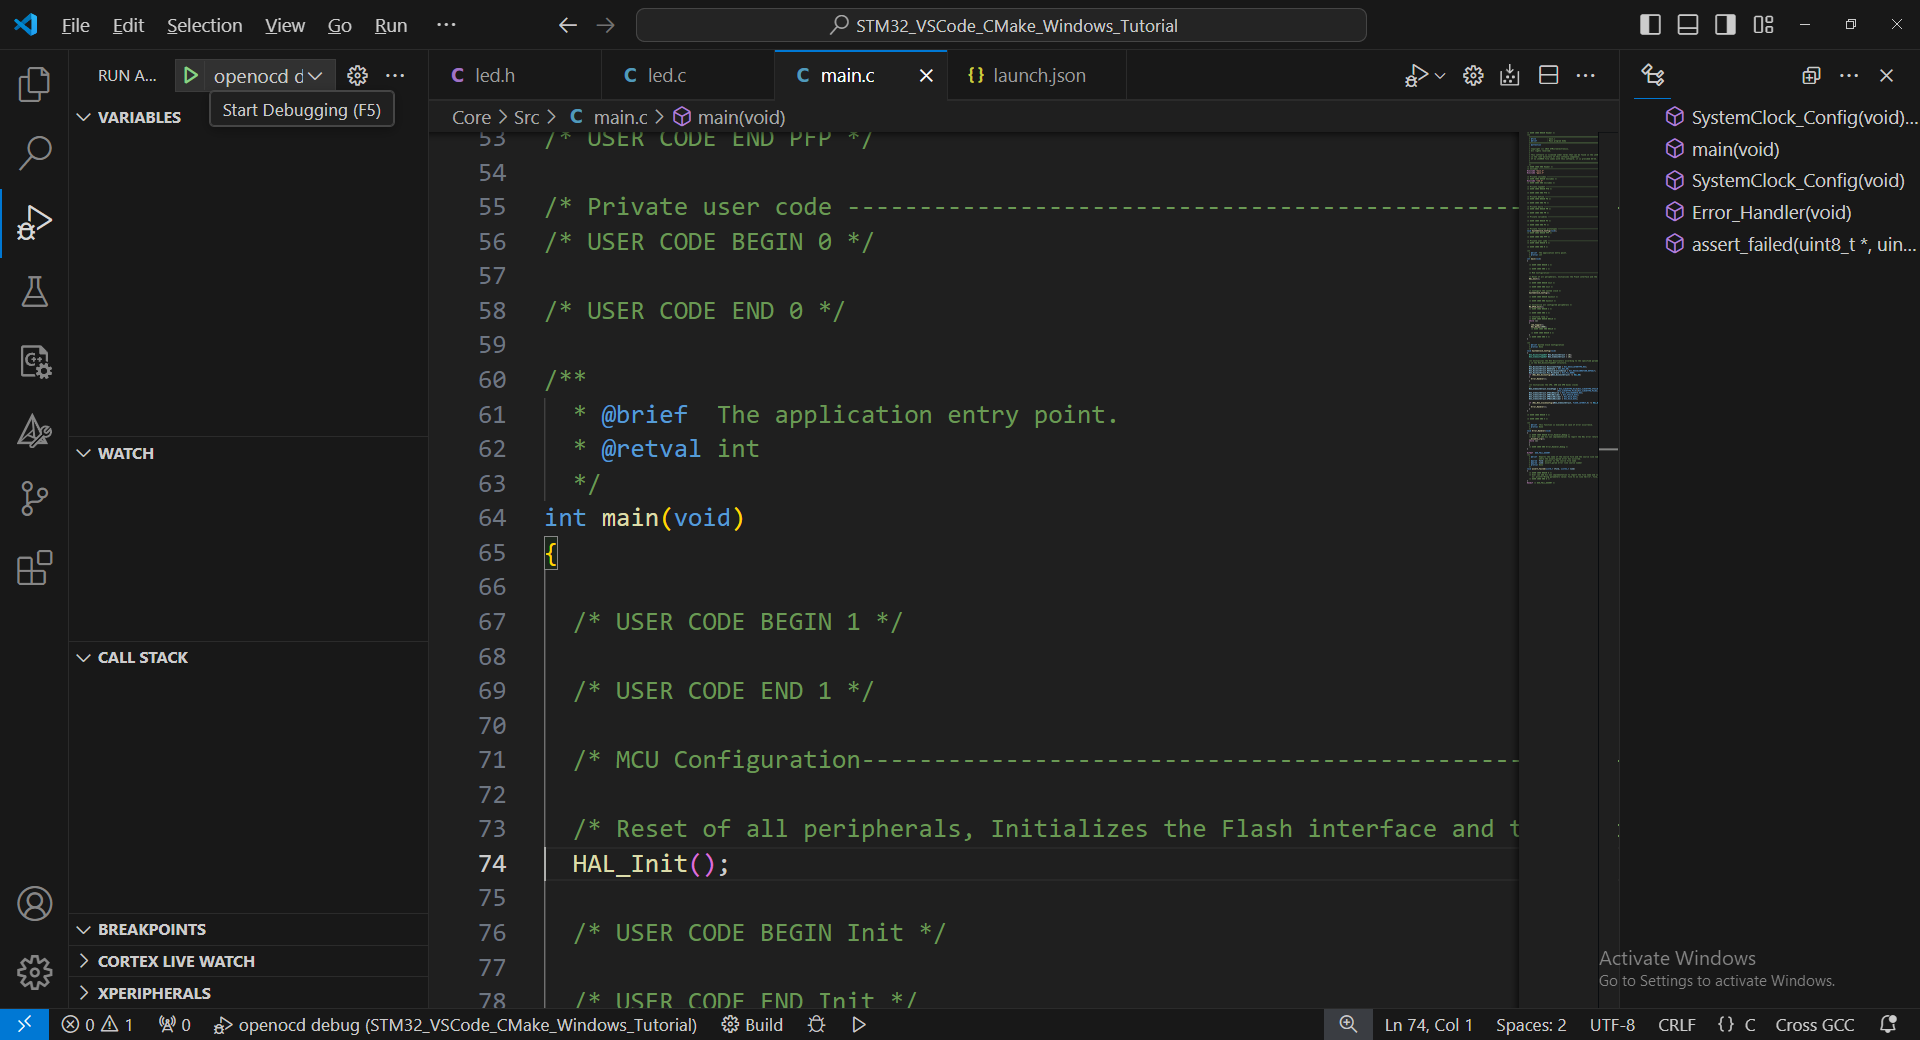 File Edit Selection View Go Run ··· STM32_VSCode_CMake_Windows_Tutorial
RUN A... openocd d
Start Debugging (F5)
VARIABLES
WATCH
CALL STACK
BREAKPOINTS
CORTEX LIVE WATCH
XPERIPHERALS
C led.h C led.c C main.c {} launch.json
Core > Src > C main.c > main(void)
53 /* USER CODE END PFP */
54
55 /* Private user code -----------------------------------------------
56 /* USER CODE BEGIN 0 */
57
58 /* USER CODE END 0 */
59
60 /**
61 * @brief  The application entry point.
62 * @retval int
63 */
64 int main(void)
65 {
66
67 /* USER CODE BEGIN 1 */
68
69 /* USER CODE END 1 */
70
71 /* MCU Configuration----------------------------------------------
72
73 /* Reset of all peripherals, Initializes the Flash interface and t
74 HAL_Init();
75
76 /* USER CODE BEGIN Init */
77
78 /* USER CODE END Init */
SystemClock_Config(void)...
main(void)
SystemClock_Config(void)
Error_Handler(void)
assert_failed(uint8_t *, uin...
Activate Windows
Go to Settings to activate Windows.
0 1 0 openocd debug (STM32_VSCode_CMake_Windows_Tutorial) Build Ln 74, Col 1 Spaces: 2 UTF-8 CRLF {} C Cross GCC